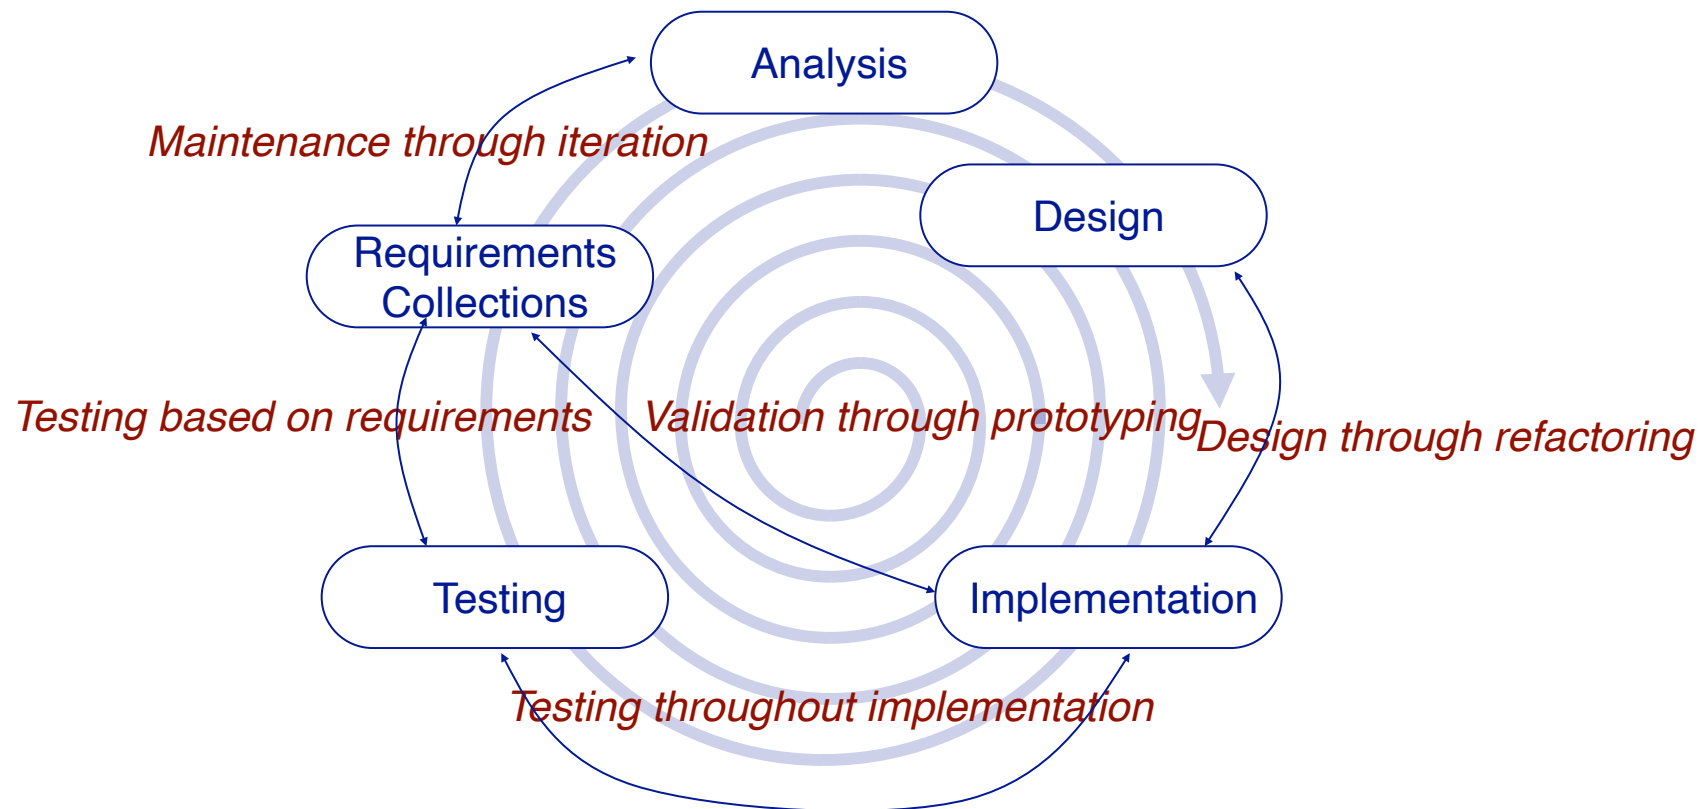 Analysis
Maintenance through iteration
Design
Requirements
Collections
Testing based on requirements
Validation through prototyping
Design through refactoring
Testing
Implementation
Testing throughout implementation